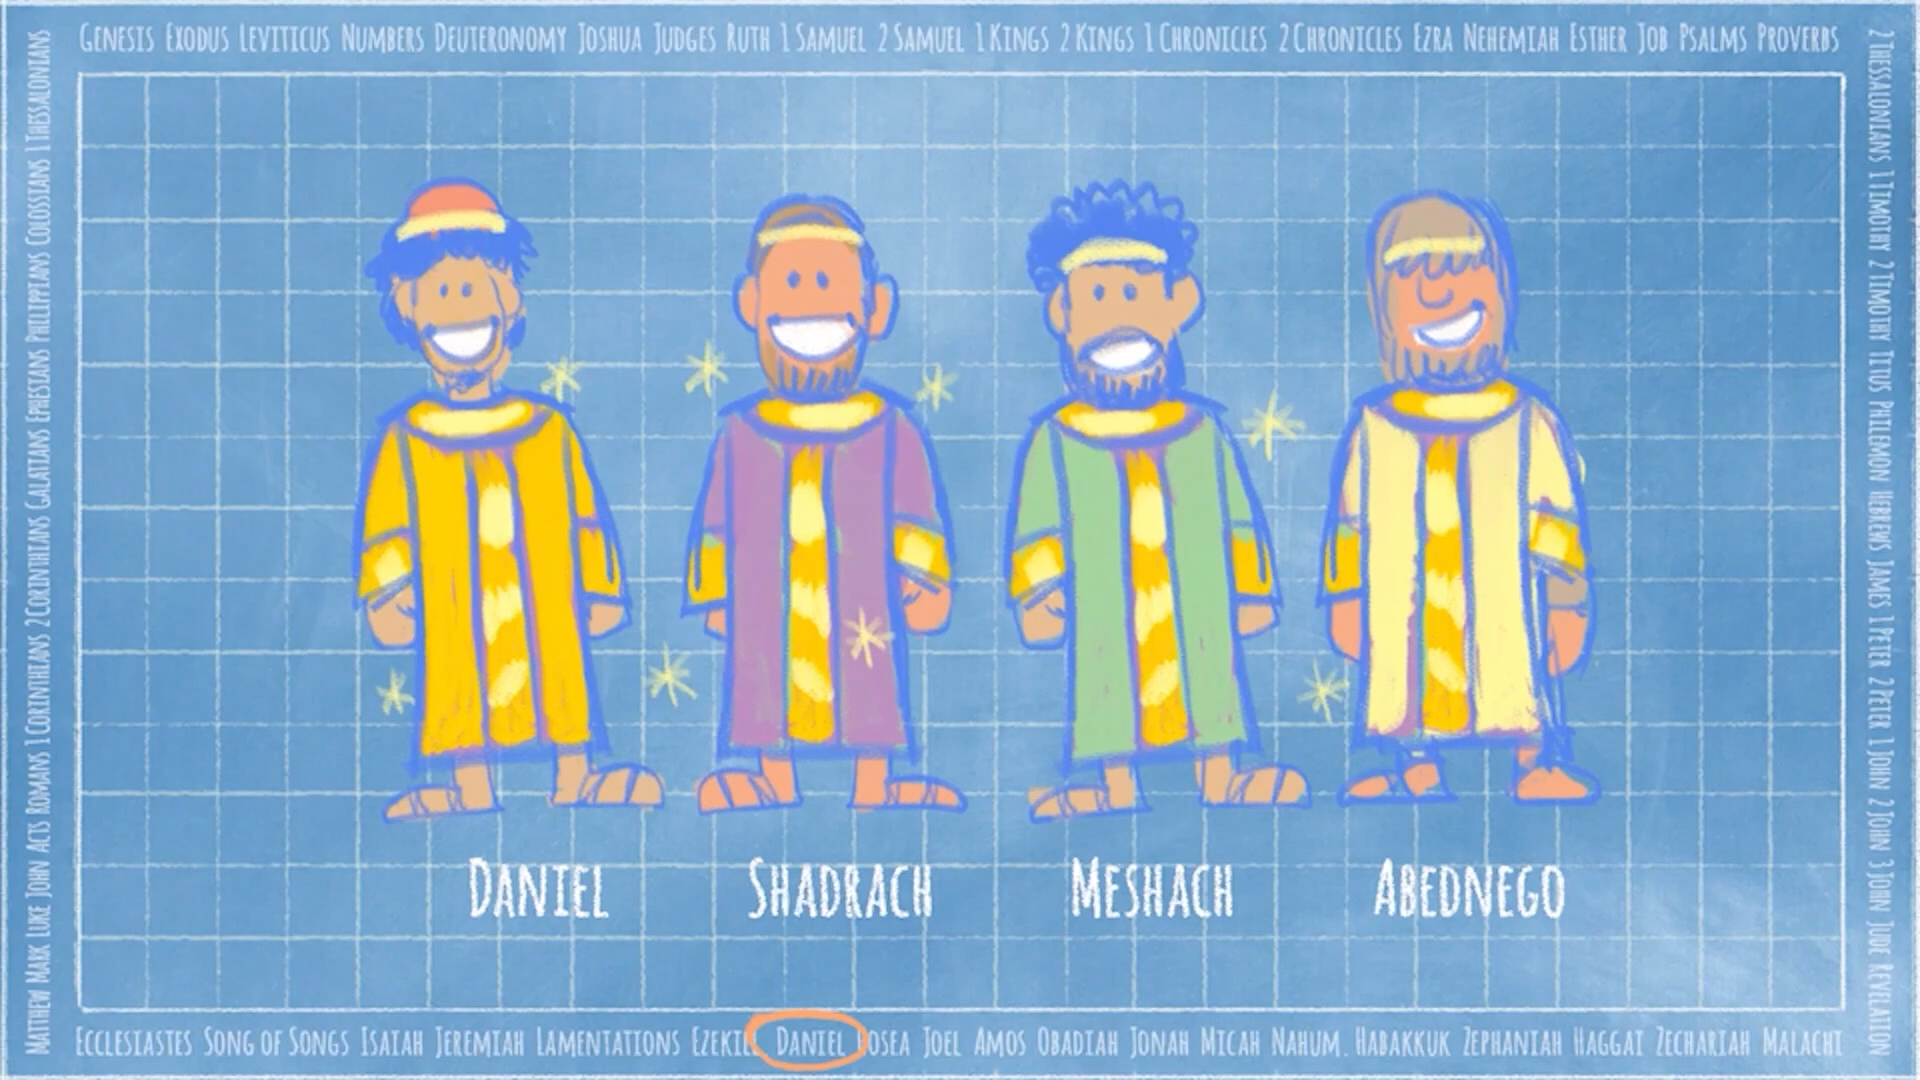 Genesis Exodus Leviticus Numbers Deuteronomy Joshua Judges Ruth 1 Samuel 2 Samuel 1 Kings 2 Kings 1 Chronicles 2 Chronicles Ezra Nehemiah Esther Job Psalms Proverbs
Matthew Mark Luke John Acts Romans 1 Corinthians 2 Corinthians Galatians Ephesians Philippians Colossians 1 Thessalonians
2 Thessalonians 1 Timothy 2 Timothy Titus Philemon Hebrews James 1 Peter 2 Peter 1 John 2 John 3 John Jude Revelation
Daniel Shadrach Meshach Abednego
Ecclesiastes Song of Songs Isaiah Jeremiah Lamentations Daniel Joel Amos Obadiah Jonah Micah Nahum. Habakkuk Zephaniah Haggai Zechariah Malachi